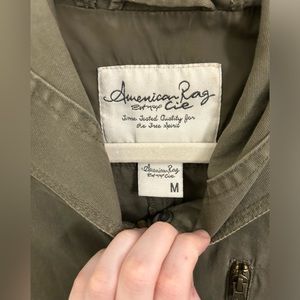 American Rag
Cie
Time Tested Quality for
the Free Spirit
American Rag
Cie
M